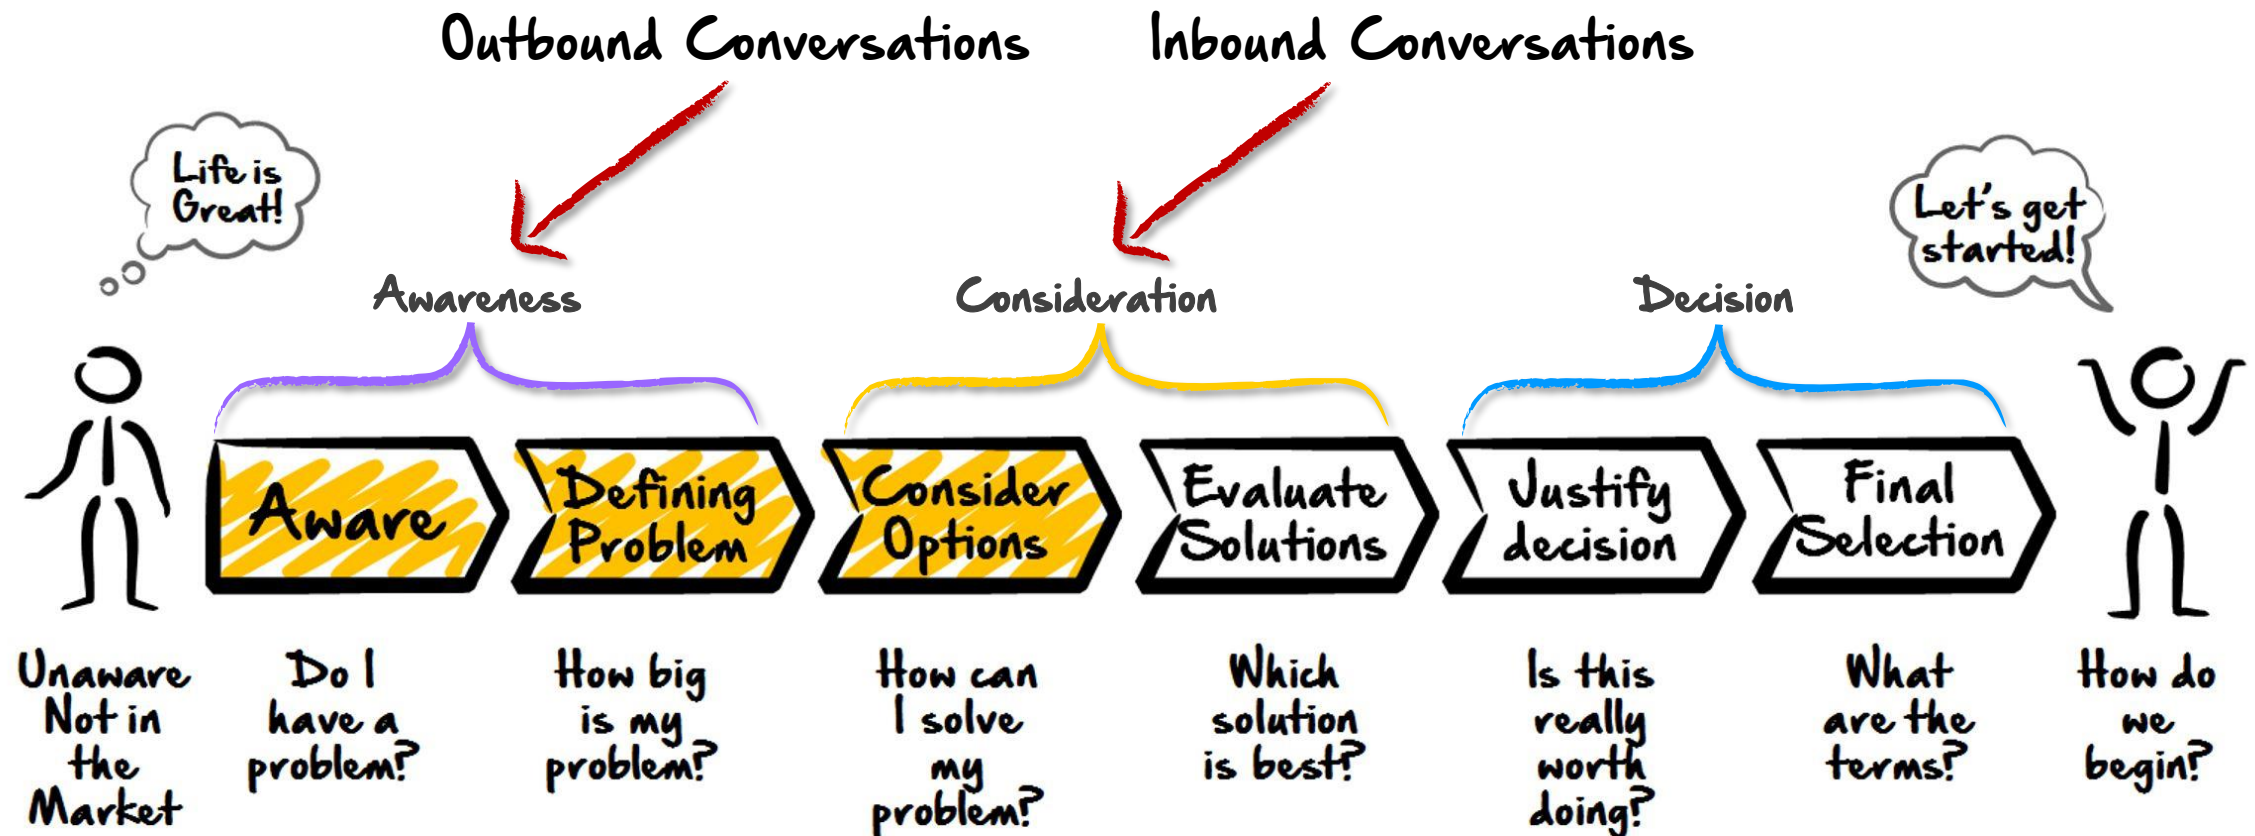 Outbound Conversations
Inbound Conversations
Life is
Great!
Let's get
started!
Awareness
Consideration
Decision
Aware
Defining
Problem
Consider
Options
Evaluate
Solutions
Justify
decision
Final
Selection
Unaware
Not in
the
Market
Do I
have a
problem?
How big
is my
problem?
How can
I solve
my
problem?
Which
solution
is best?
Is this
really
worth
doing?
What
are the
terms?
How do
we
begin?